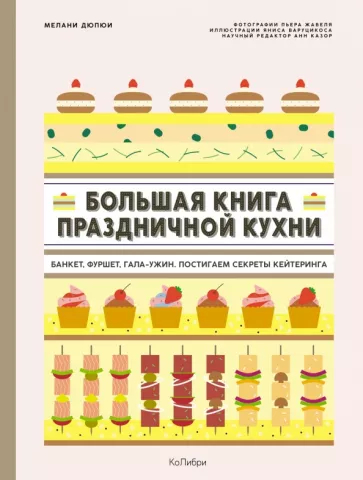 МЕЛАНИ ДЮПЮИ
ФОТОГРАФИИ ПЬЕРА ЖАВЕЛЯ
ИЛЛЮСТРАЦИИ ЯНИСА ВАРУЦИКОСА
НАУЧНЫЙ РЕДАКТОР АНН КАЗОР
БОЛЬШАЯ КНИГА
ПРАЗДНИЧНОЙ КУХНИ
БАНКЕТ, ФУРШЕТ, ГАЛА-УЖИН. ПОСТИГАЕМ СЕКРЕТЫ КЕЙТЕРИНГА
КоЛибри